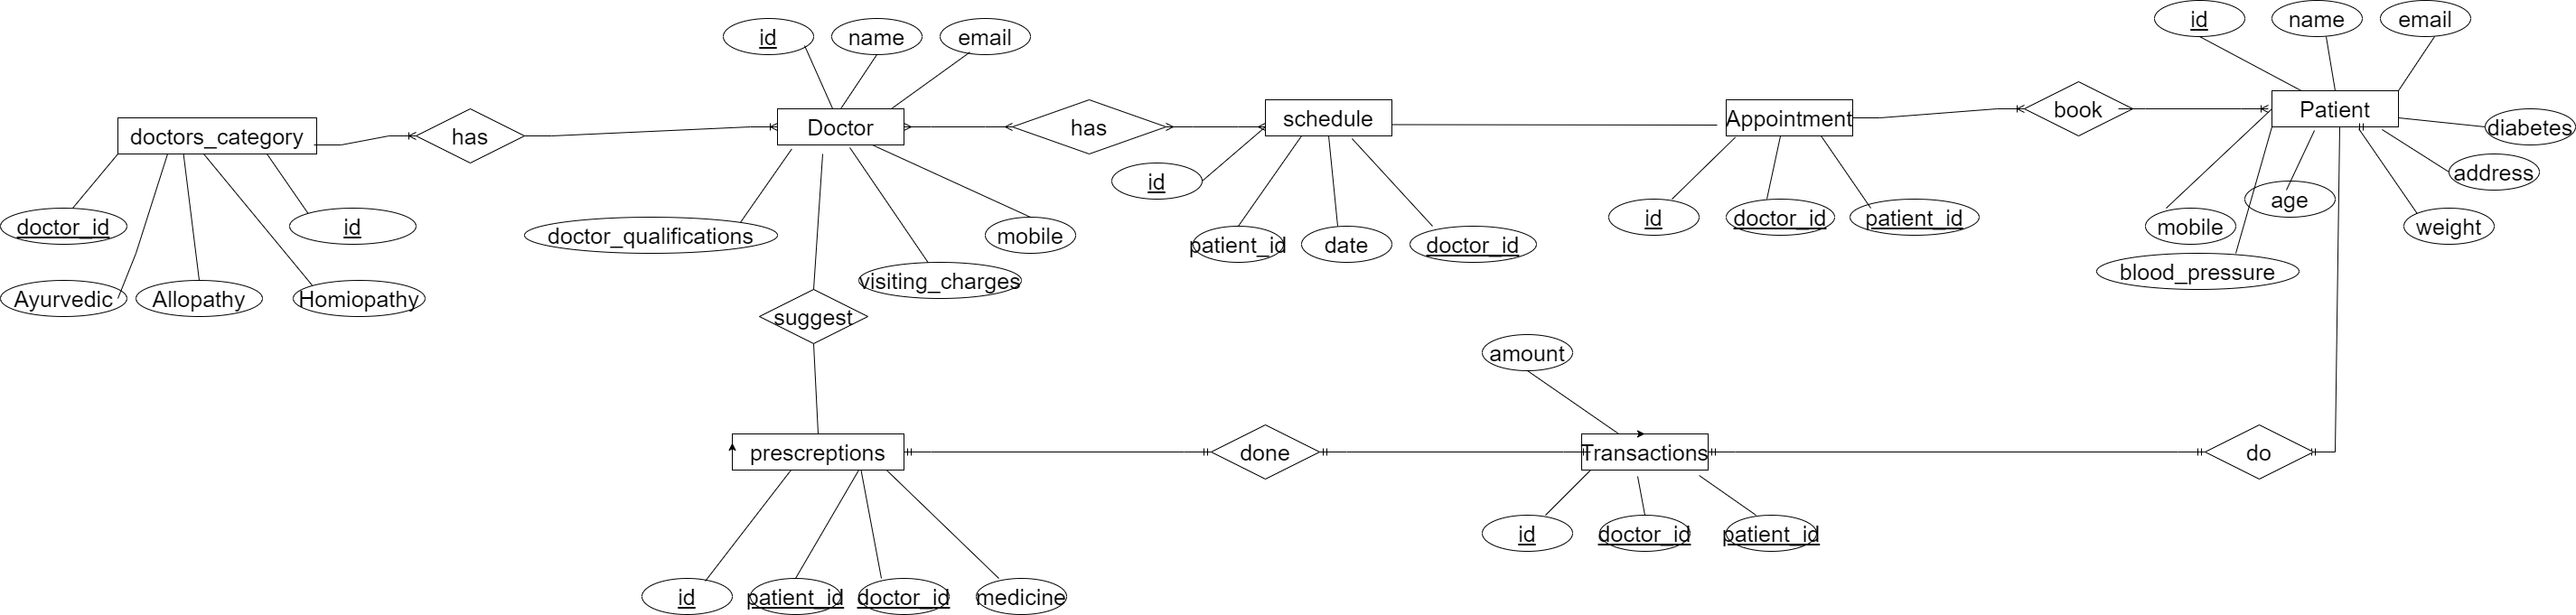 id
name
email
id
name
email
doctors_category
has
Doctor
has
schedule
Appointment
book
Patient
diabetes
address
age
weight
mobile
blood_pressure
doctor_id
id
Ayurvedic
Allopathy
Homiopathy
doctor_qualifications
visiting_charges
mobile
id
patient_id
date
doctor_id
id
doctor_id
patient_id
suggest
amount
prescreptions
done
Transactions
do
id
doctor_id
patient_id
id
patient_id
doctor_id
medicine